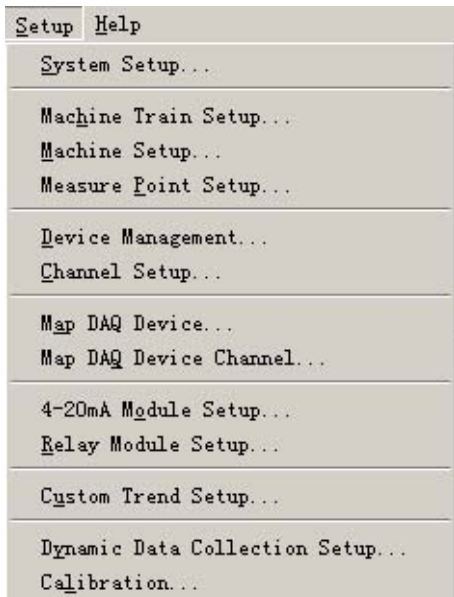 Setup Help
System Setup...
Machine Train Setup...
Machine Setup...
Measure Point Setup...
Device Management...
Channel Setup...
Map DAQ Device...
Map DAQ Device Channel...
4-20mA Module Setup...
Relay Module Setup...
Custom Trend Setup...
Dynamic Data Collection Setup...
Calibration...